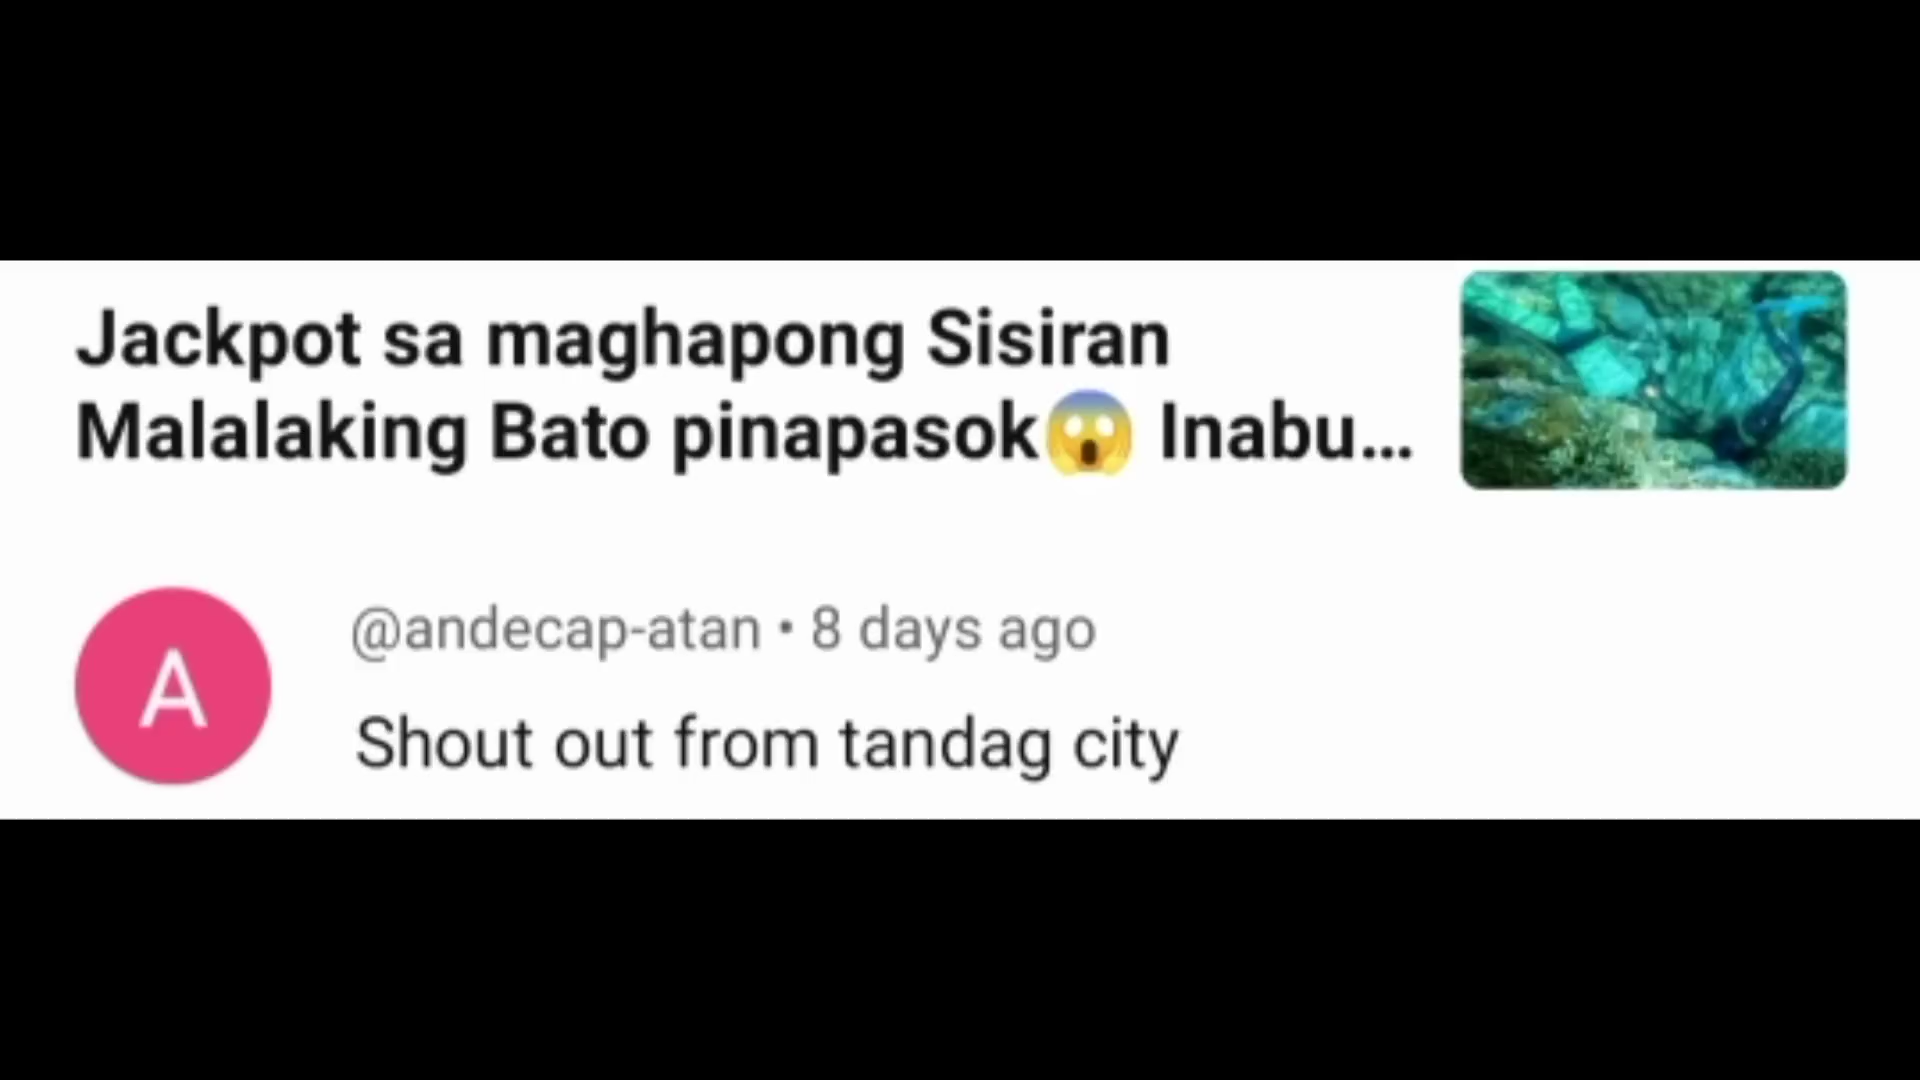 Jackpot sa maghapong Sisiran
Malalaking Bato pinapasok😱 Inabu...
A
@andecap-atan • 8 days ago
Shout out from tandag city